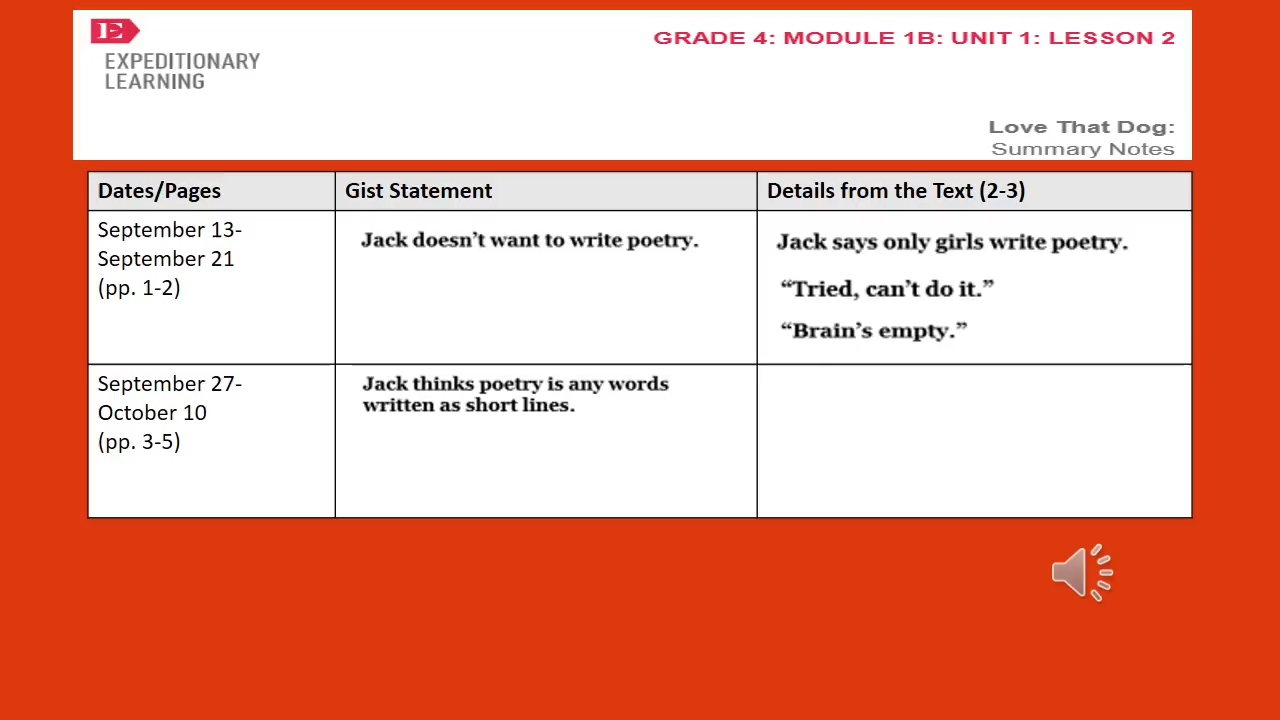 E
EXPEDITIONARY
LEARNING
GRADE 4: MODULE 1B: UNIT 1: LESSON 2
Love That Dog:
Summary Notes
Dates/Pages
Gist Statement
Details from the Text (2-3)
September 13-
September 21
(pp. 1-2)
Jack doesn’t want to write poetry.
Jack says only girls write poetry.
“Tried, can’t do it.”
“Brain’s empty.”
September 27-
October 10
(pp. 3-5)
Jack thinks poetry is any words
written as short lines.